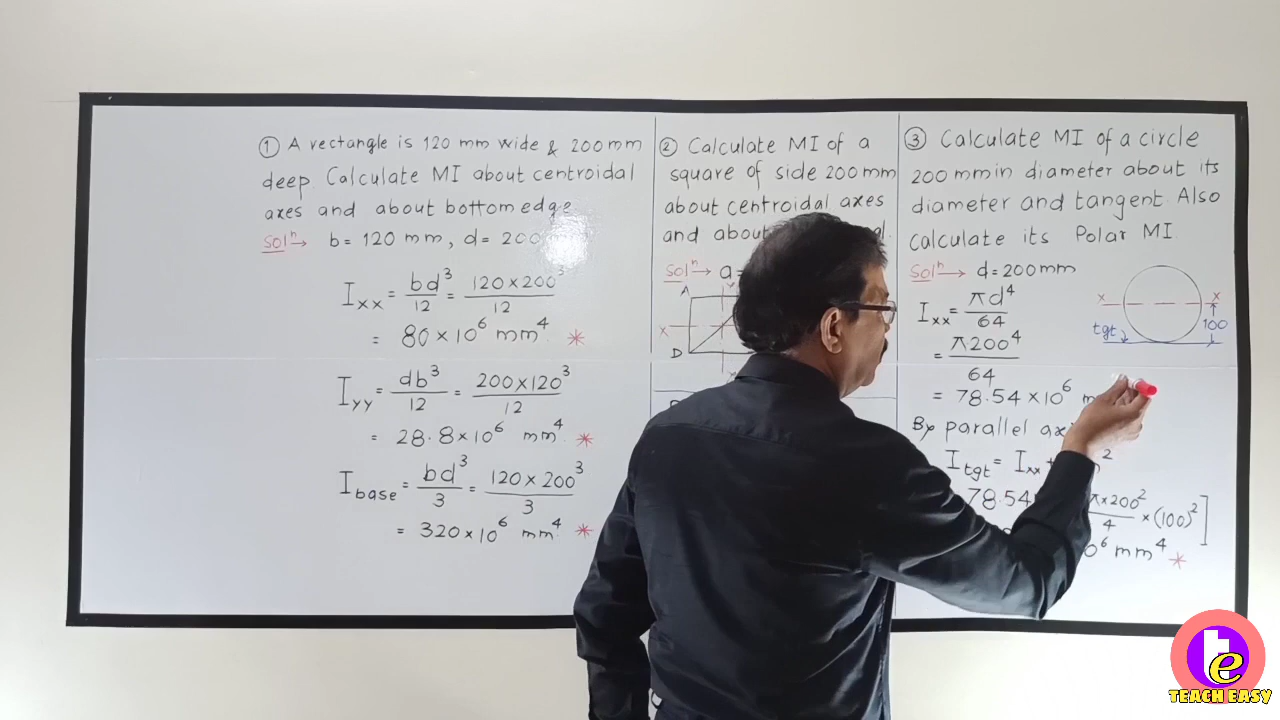 ① A rectangle is 120 mm wide & 200 mm
deep. Calculate MI about centroidal
axes and about bottom edge
Solⁿ → b = 120 mm, d = 200
Ixx = bd³/12 = 120×200³/12
= 80×10⁶ mm⁴ *
Iyy = db³/12 = 200×120³/12
= 28.8×10⁶ mm⁴ *
Ibase = bd³/3 = 120×200³/3
= 320×10⁶ mm⁴ *
② Calculate MI of a
square of side 200 mm
about centroidal axes
and about
Solⁿ → a =
A
X
D
③ Calculate MI of a circle
200 mm in diameter about its
diameter and tangent. Also
Calculate its Polar MI.
Solⁿ → d = 200 mm
Ixx = πd⁴/64
= π·200⁴/64
= 78.54×10⁶
X X
100
tgt
By parallel
Itgt = Ixx
78.54 π×200²/4 × (100)²]
mm⁴ *
te
TEACH EASY